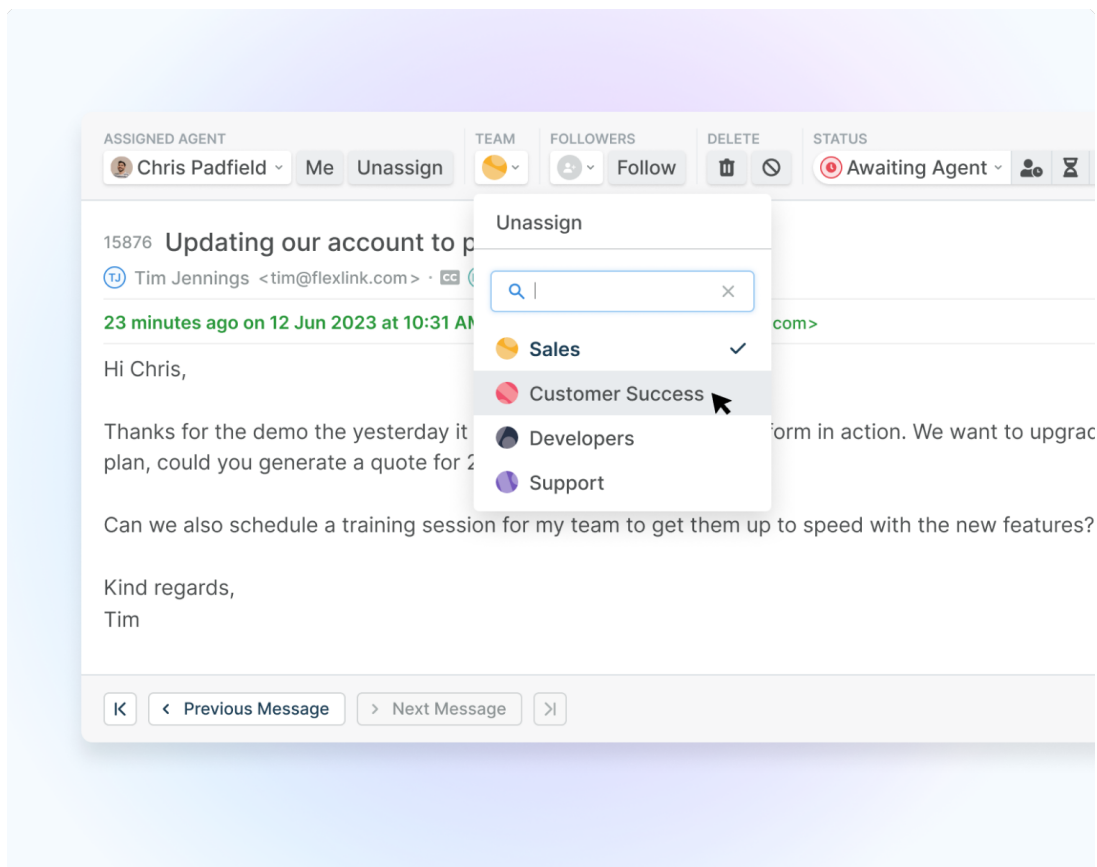 ASSIGNED AGENT TEAM FOLLOWERS DELETE STATUS
Chris Padfield Me Unassign Follow Awaiting Agent
Unassign
15876 Updating our account to
TJ Tim Jennings <tim@flexlink.com> · CC
23 minutes ago on 12 Jun 2023 at 10:31 com>
Sales
Hi Chris,
Customer Success
Thanks for the demo the yesterday it in action. We want to
Developers
plan, could you generate a quote for
Support
Can we also schedule a training session for my team to get them up to speed with the new features?
Kind regards,
Tim
Previous Message Next Message